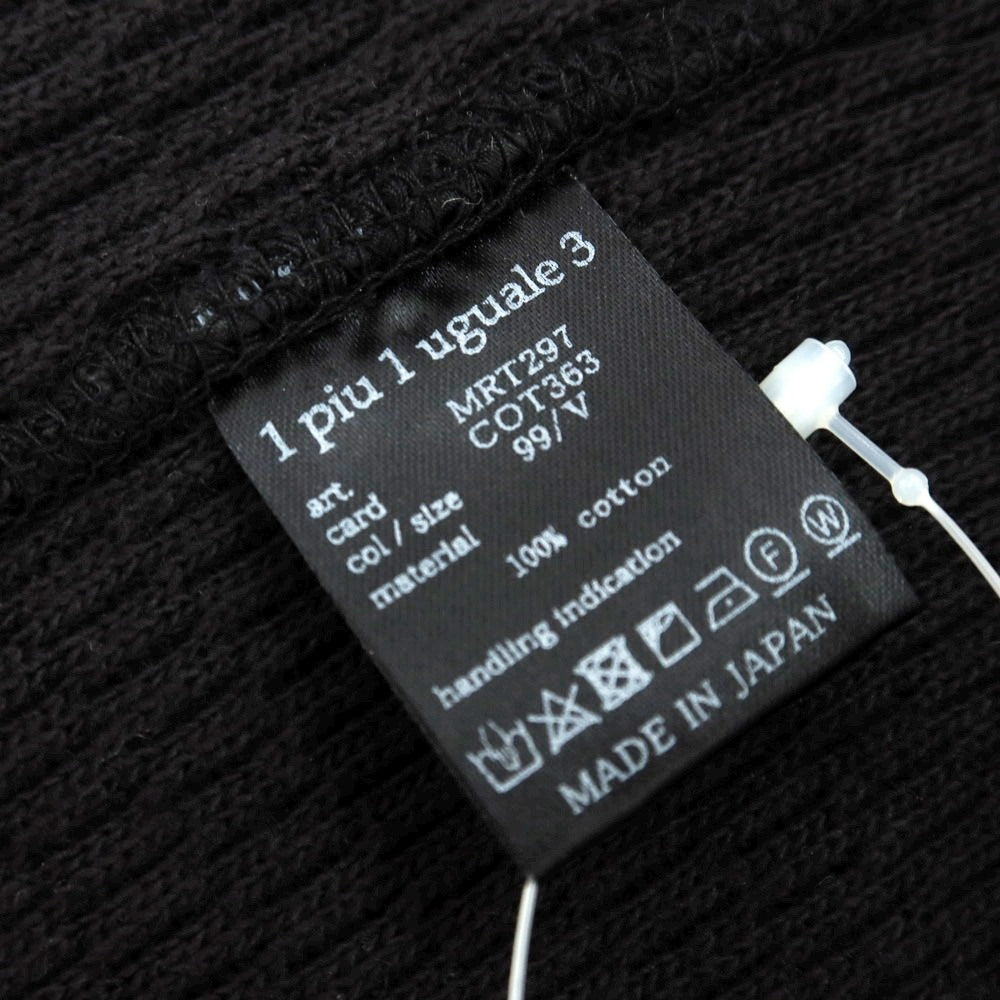 1 piu 1 uguale 3
art. MRT297
card COT363
col / size 99/V
material 100% cotton
handling indication
F W
MADE IN JAPAN